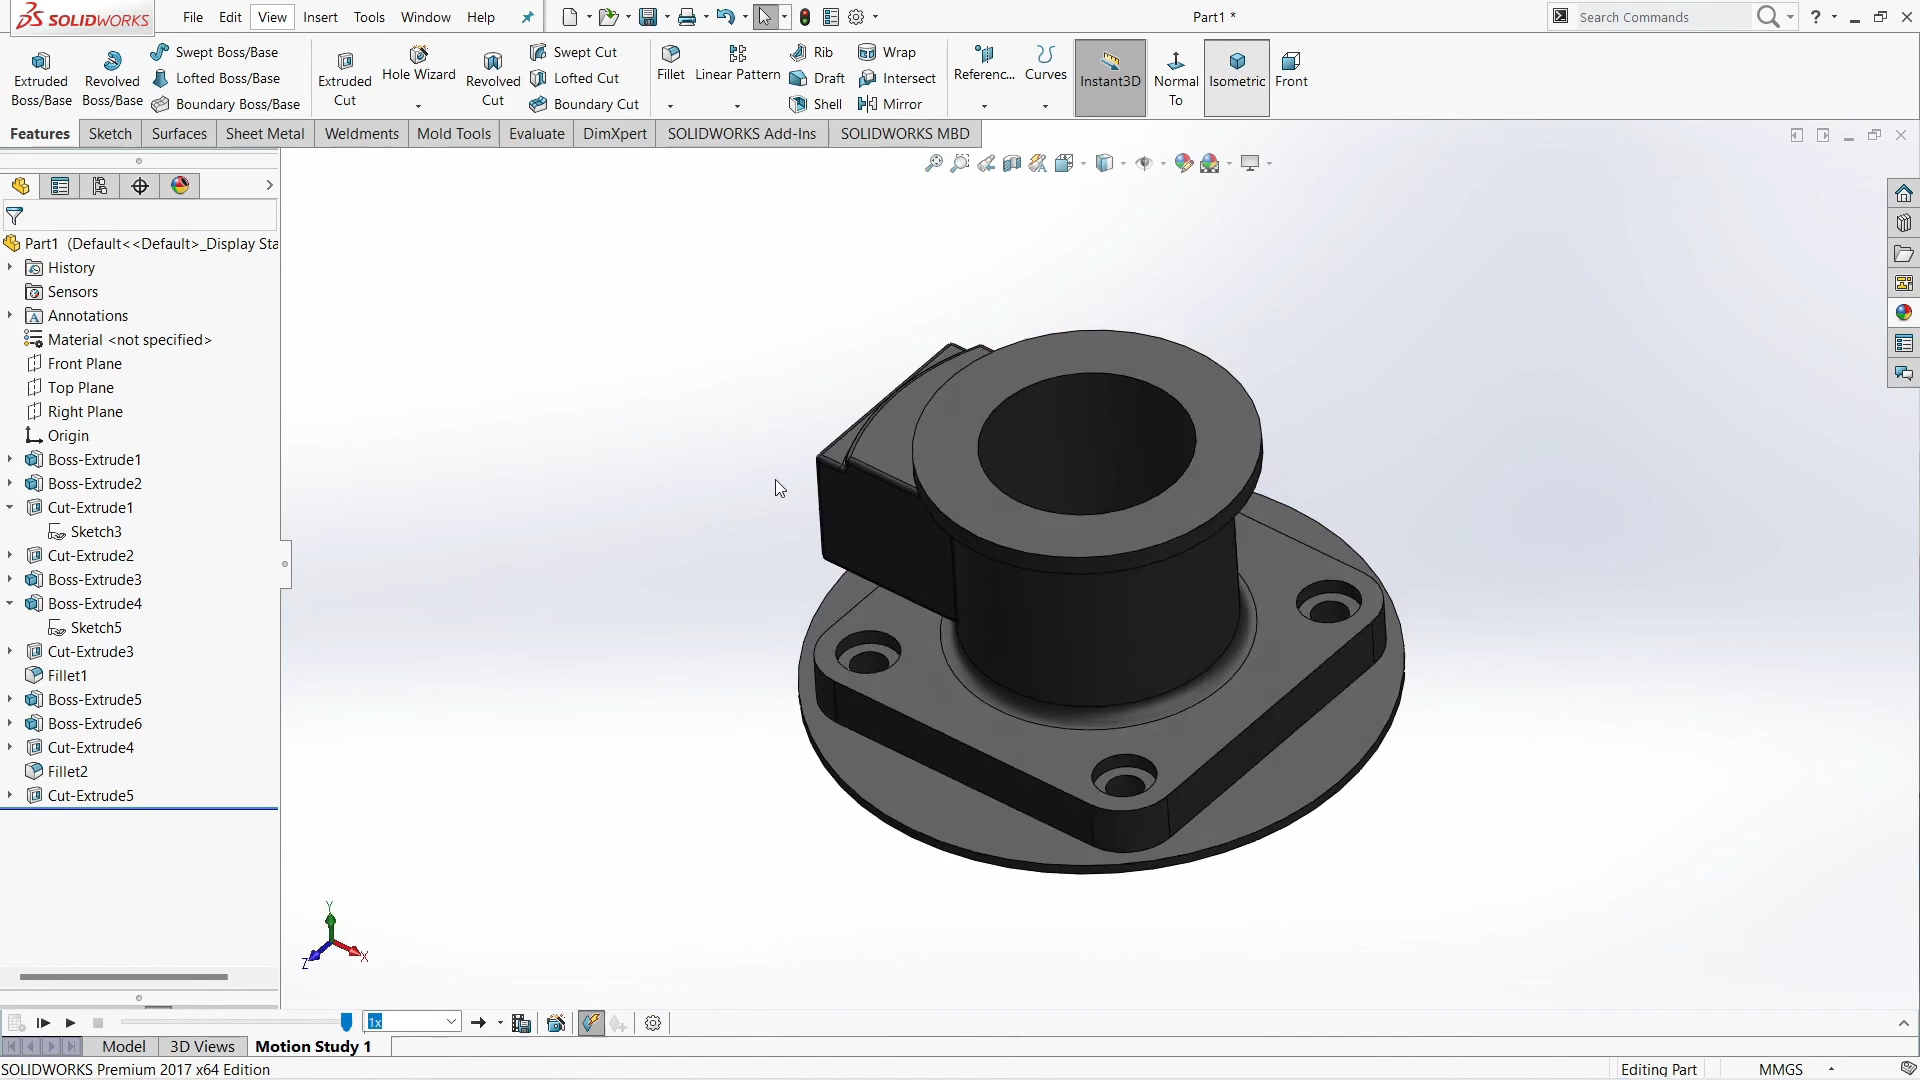 SOLIDWORKS File Edit View Insert Tools Window Help Part1 * Search Commands ?
Extruded Boss/Base
Revolved Boss/Base
Swept Boss/Base
Lofted Boss/Base
Boundary Boss/Base
Extruded Cut
Hole Wizard
Revolved Cut
Swept Cut
Lofted Cut
Boundary Cut
Fillet
Linear Pattern
Rib
Draft
Shell
Wrap
Intersect
Mirror
Referenc...
Curves
Instant3D
Normal To
Isometric
Front
Features Sketch Surfaces Sheet Metal Weldments Mold Tools Evaluate DimXpert SOLIDWORKS Add-Ins SOLIDWORKS MBD
Part1 (Default<<Default>_Display Sta
History
Sensors
Annotations
Material <not specified>
Front Plane
Top Plane
Right Plane
Origin
Boss-Extrude1
Boss-Extrude2
Cut-Extrude1
Sketch3
Cut-Extrude2
Boss-Extrude3
Boss-Extrude4
Sketch5
Cut-Extrude3
Fillet1
Boss-Extrude5
Boss-Extrude6
Cut-Extrude4
Fillet2
Cut-Extrude5
Y
X
Z
1x
Model 3D Views Motion Study 1
SOLIDWORKS Premium 2017 x64 Edition Editing Part MMGS